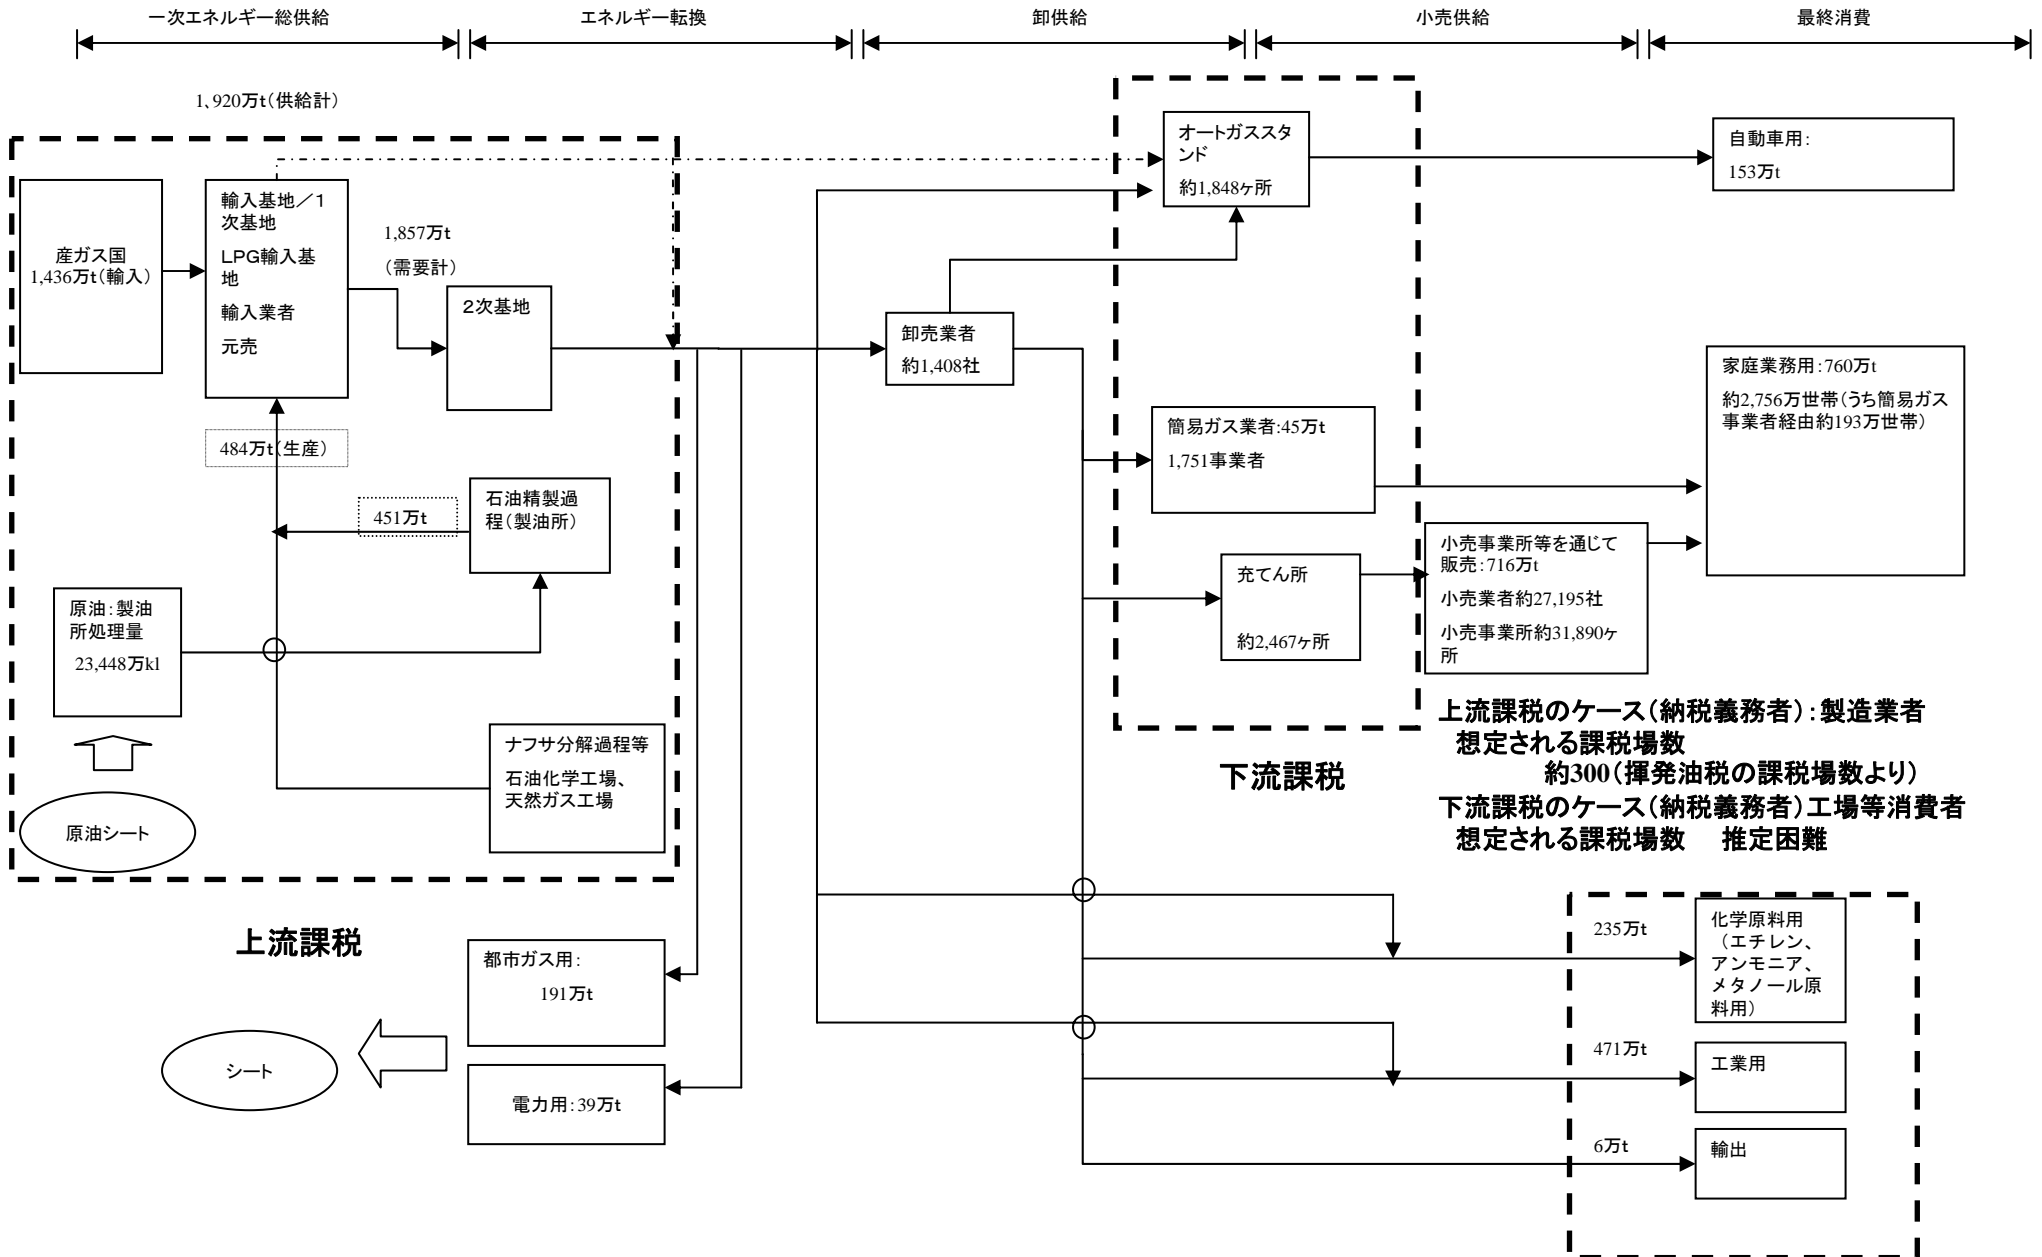 一次エネルギー総供給
エネルギー転換
卸供給
小売供給
最終消費
1、920万t(供給計)
産ガス国
1,436万t(輸入)
輸入基地／1
次基地
LPG輸入基
地
輸入業者
元売
1,857万t
(需要計)
２次基地
484万t(生産)
451万t
石油精製過
程(製油所)
原油:製油
所処理量
23,448万kl
ナフサ分解過程等
石油化学工場、
天然ガス工場
原油シート
上流課税
都市ガス用:
191万t
電力用:39万t
シート
卸売業者
約1,408社
オートガススタ
ンド
約1,848ヶ所
簡易ガス業者:45万t
1,751事業者
充てん所
約2,467ヶ所
下流課税
小売事業所等を通じて
販売:716万t
小売業者約27,195社
小売事業所約31,890ヶ
所
自動車用:
153万t
家庭業務用:760万t
約2,756万世帯(うち簡易ガス
事業者経由約193万世帯)
上流課税のケース(納税義務者):製造業者
想定される課税場数
約300(揮発油税の課税場数より)
下流課税のケース(納税義務者)工場等消費者
想定される課税場数　推定困難
235万t
化学原料用
(エチレン、
アンモニア、
メタノール原
料用)
471万t
工業用
6万t
輸出